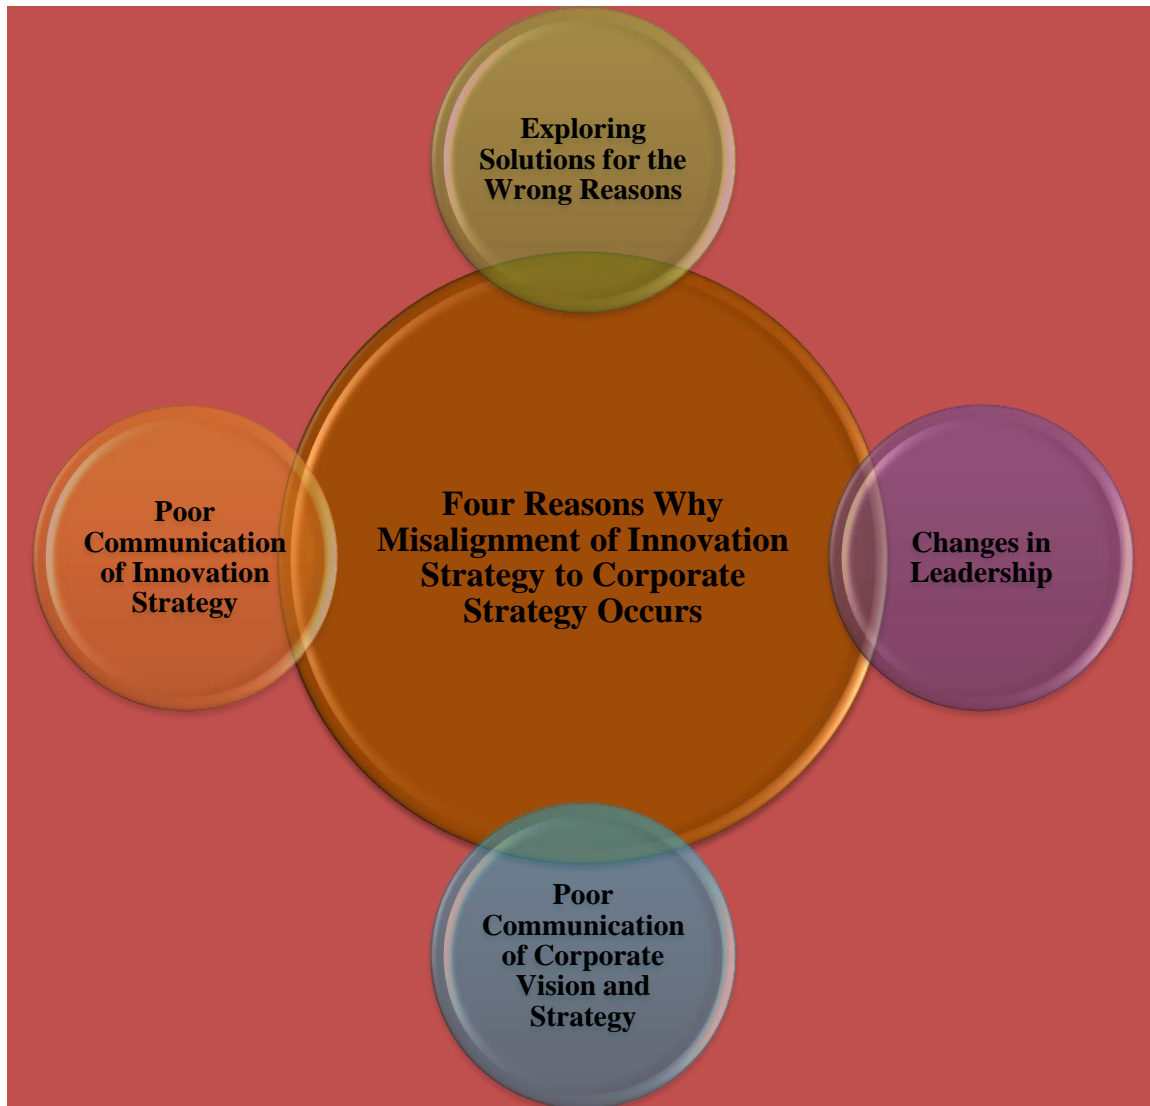 Exploring
Solutions for the
Wrong Reasons
Poor
Communication
of Innovation
Strategy
Four Reasons Why
Misalignment of Innovation
Strategy to Corporate
Strategy Occurs
Changes in
Leadership
Poor
Communication
of Corporate
Vision and
Strategy